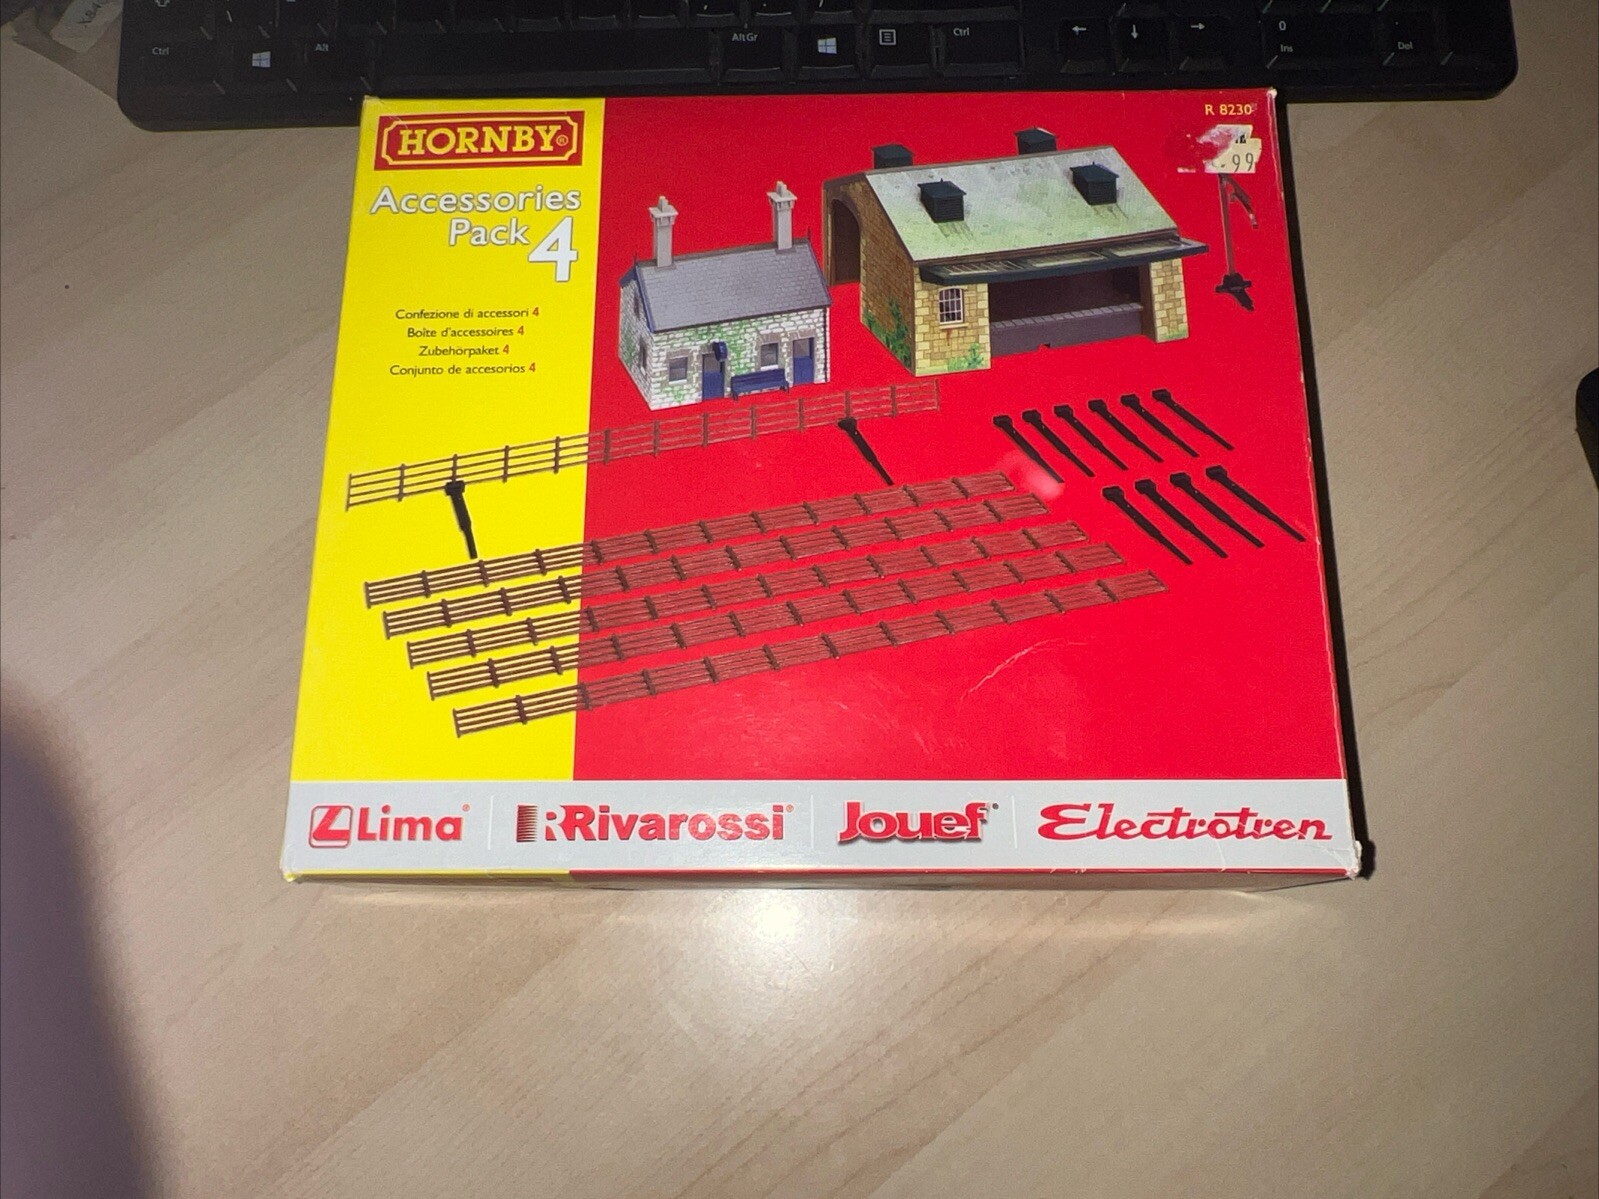 Ctrl
Alt
AltGr
Ctrl
0
Ins
Del
HORNBY®
R 8230
99
Accessories
Pack 4
Confezione di accessori 4
Boîte d'accessoires 4
Zubehörpaket 4
Conjunto de accesorios 4
Lima
Rivarossi
Jouef
Electrotren